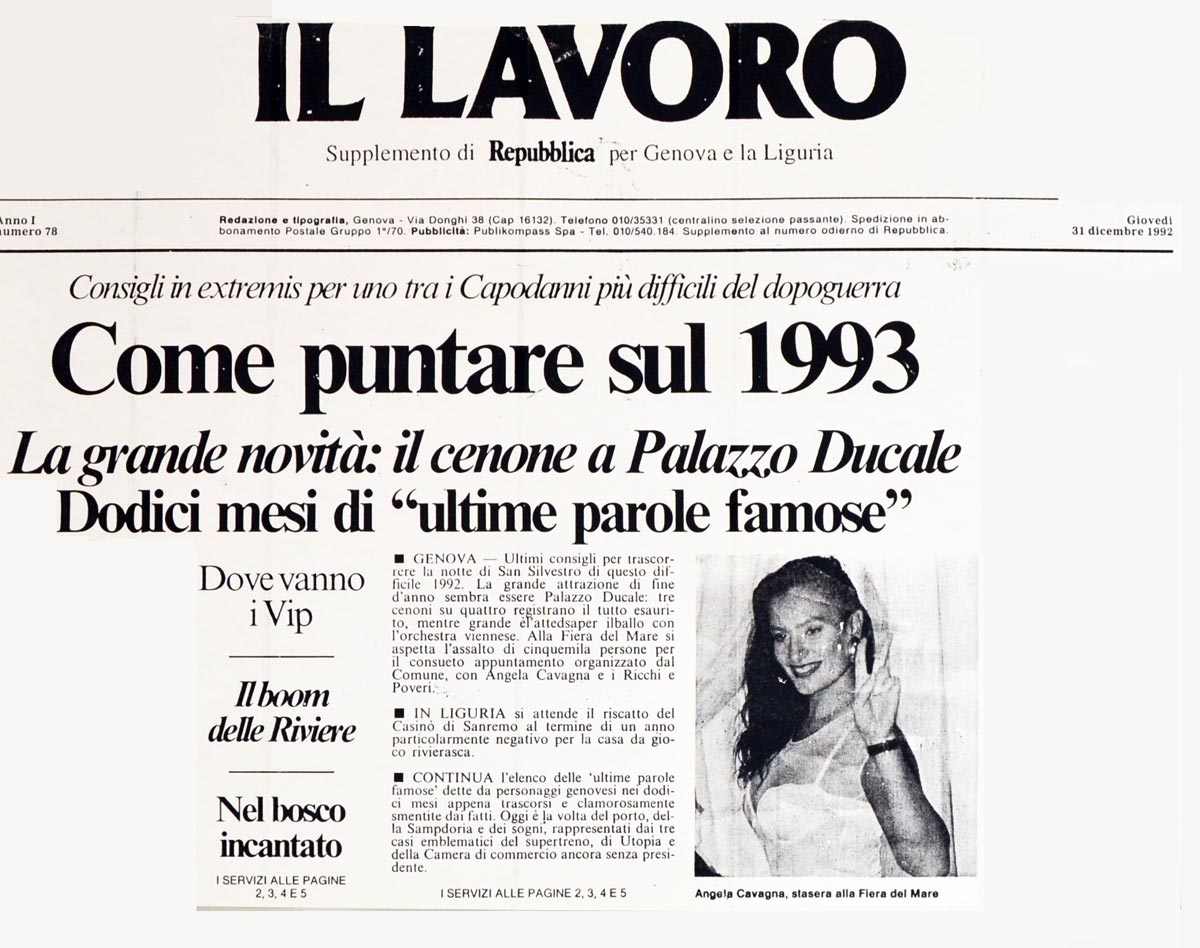 IL LAVORO
Supplemento di Repubblica per Genova e la Liguria
Anno I
numero 78
Redazione e tipografia, Genova - Via Donghi 38 (Cap 16132). Telefono 010/35331 (centralino selezione passante). Spedizione in ab-
bonamento Postale Gruppo 1°/70. Pubblicità: Publikompass Spa - Tel. 010/540.184. Supplemento al numero odierno di Repubblica.
Giovedì
31 dicembre 1992
Consigli in extremis per uno tra i Capodanni più difficili del dopoguerra
Come puntare sul 1993
La grande novità: il cenone a Palazzo Ducale
Dodici mesi di “ultime parole famose”
Dove vanno
i Vip
Il boom
delle Riviere
Nel bosco
incantato
I SERVIZI ALLE PAGINE
2, 3, 4 E 5
■ GENOVA — Ultimi consigli per trascor-
rere la notte di San Silvestro di questo dif-
ficile 1992. La grande attrazione di fine
d'anno sembra essere Palazzo Ducale: tre
cenoni su quattro registrano il tutto esauri-
to, mentre grande è l'attedsaper ilballo con
l'orchestra viennese. Alla Fiera del Mare si
aspetta l'assalto di cinquemila persone per
il consueto appuntamento organizzato dal
Comune, con Angela Cavagna e i Ricchi e
Poveri.
■ IN LIGURIA si attende il riscatto del
Casinò di Sanremo al termine di un anno
particolarmente negativo per la casa da gio-
co rivierasca.
■ CONTINUA l'elenco delle 'ultime parole
famose' dette da personaggi genovesi nei dodi-
ci mesi appena trascorsi e clamorosamente
smentite dai fatti. Oggi è la volta del porto, del-
la Sampdoria e dei sogni, rappresentati dai tre
casi emblematici del supertreno, di Utopia e
della Camera di commercio ancora senza presi-
dente.
I SERVIZI ALLE PAGINE 2, 3, 4 E 5
Angela Cavagna, stasera alla Fiera del Mare